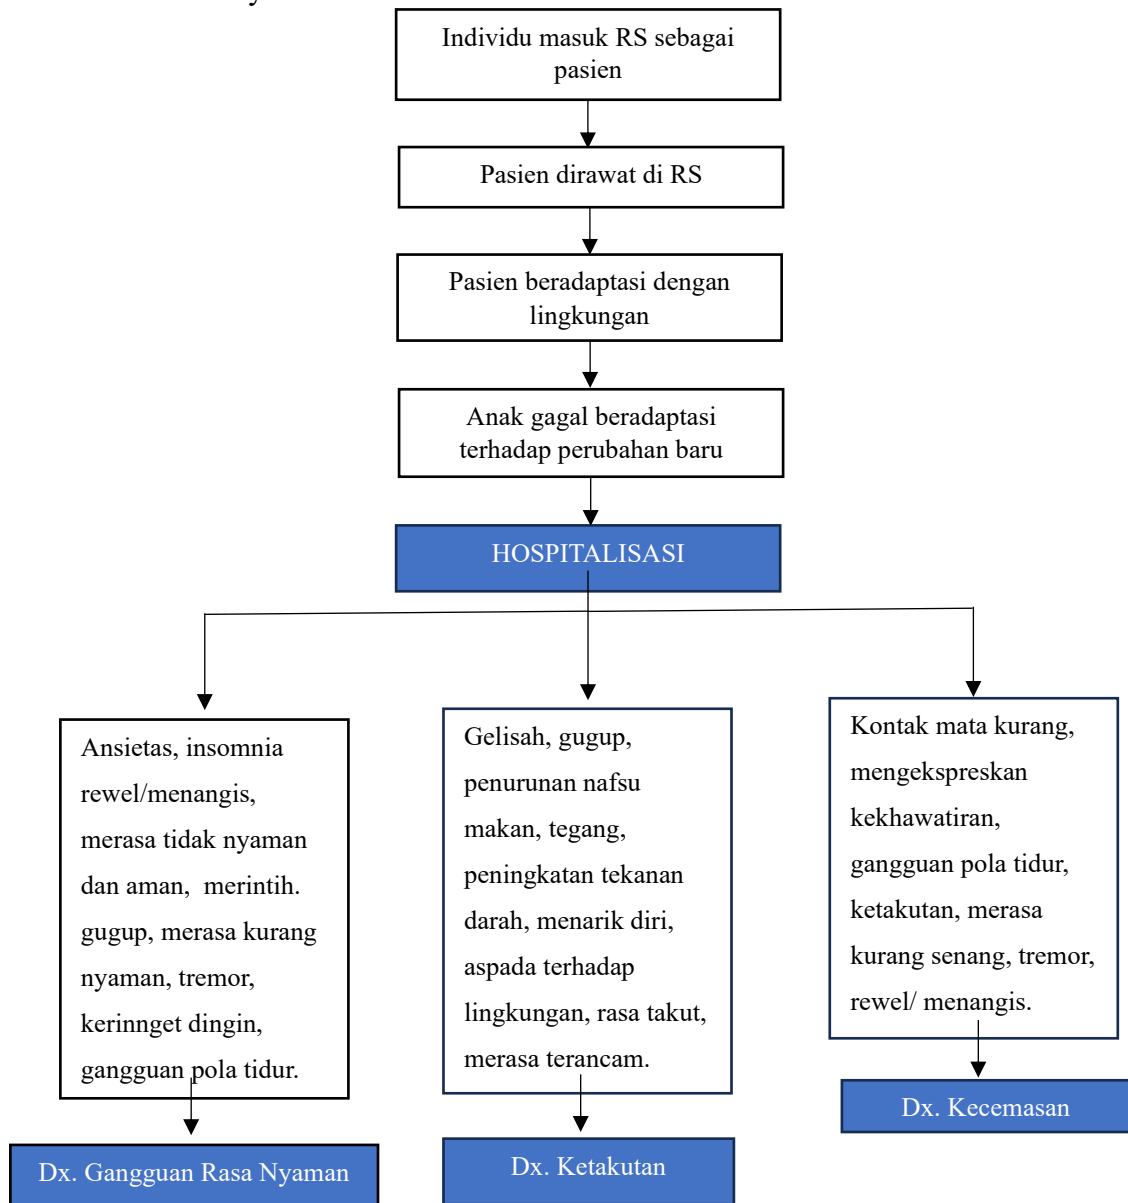 Individu masuk RS sebagai
pasien
Pasien dirawat di RS
Pasien beradaptasi dengan
lingkungan
Anak gagal beradaptasi
terhadap perubahan baru
HOSPITALISASI
Ansietas, insomnia
rewel/menangis,
merasa tidak nyaman
dan aman, merintih.
gugup, merasa kurang
nyaman, tremor,
kerinnget dingin,
gangguan pola tidur.
Dx. Gangguan Rasa Nyaman
Gelisah, gugup,
penurunan nafsu
makan, tegang,
peningkatan tekanan
darah, menarik diri,
aspada terhadap
lingkungan, rasa takut,
merasa terancam.
Dx. Ketakutan
Kontak mata kurang,
mengekspreskan
kekhawatiran,
gangguan pola tidur,
ketakutan, merasa
kurang senang, tremor,
rewel/ menangis.
Dx. Kecemasan